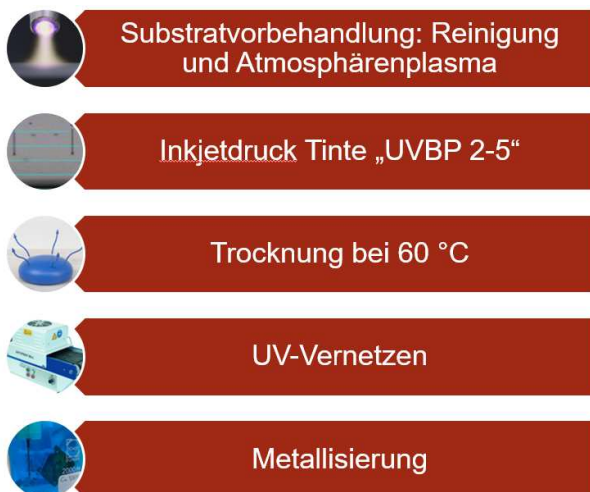 Substratvorbehandlung: Reinigung
und Atmosphärenplasma
Inkjetdruck Tinte „UVBP 2-5“
Trocknung bei 60 °C
UV-Vernetzen
Metallisierung